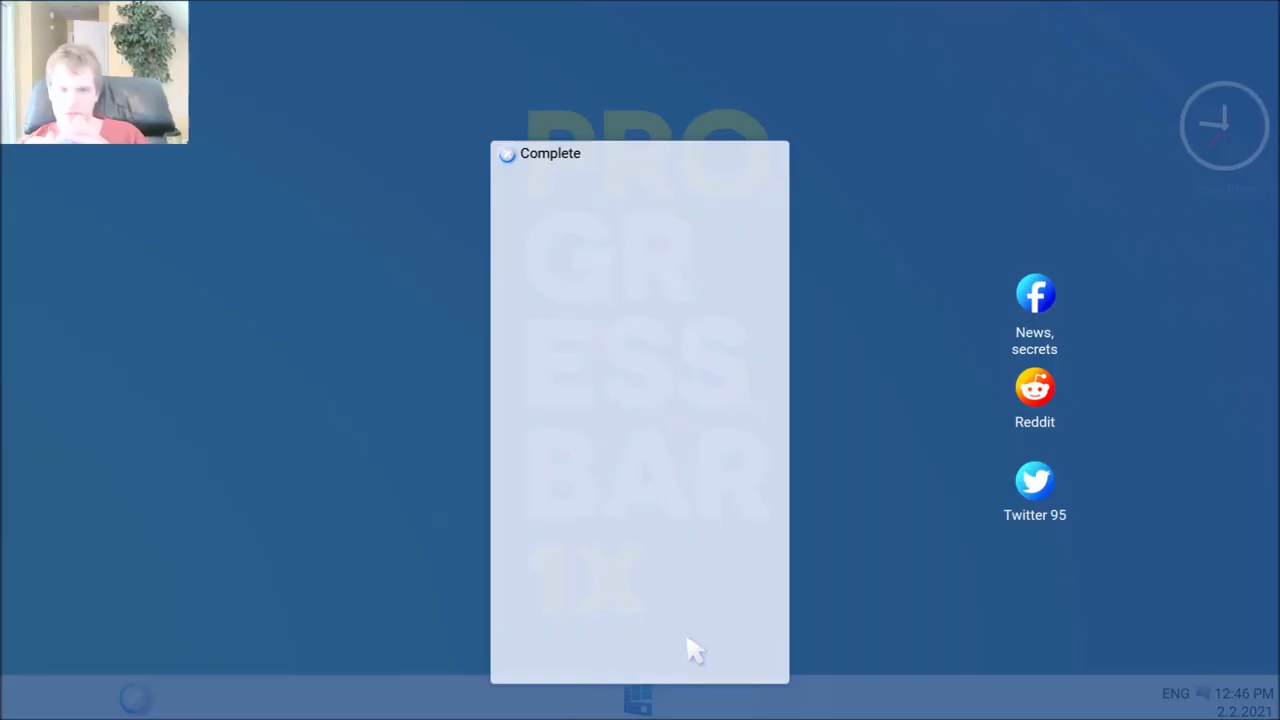 PRO
Complete
GR
ESS
BAR
1X
News,
secrets
Reddit
Twitter 95
ENG
12:46 PM
2.2.2021